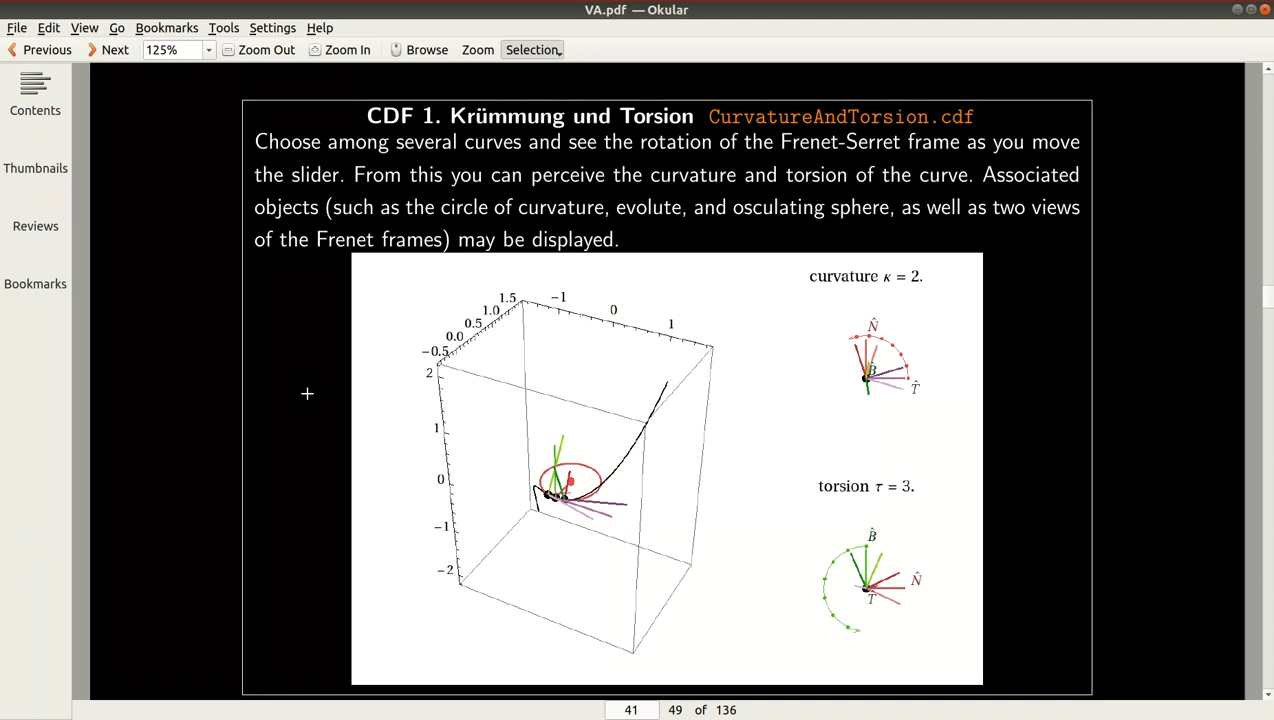 VA.pdf — Okular
File Edit View Go Bookmarks Tools Settings Help
Previous Next 125% Zoom Out Zoom In Browse Zoom Selection
Contents
Thumbnails
Reviews
Bookmarks
CDF 1. Krümmung und Torsion CurvatureAndTorsion.cdf
Choose among several curves and see the rotation of the Frenet-Serret frame as you move
the slider. From this you can perceive the curvature and torsion of the curve. Associated
objects (such as the circle of curvature, evolute, and osculating sphere, as well as two views
of the Frenet frames) may be displayed.
curvature κ = 2.
1.5 −1
1.0 0
0.5 1
0.0
−0.5
2
1
0
−1
−2
N̂
B̂
T̂
torsion τ = 3.
B̂
N̂
T̂
41 49 of 136